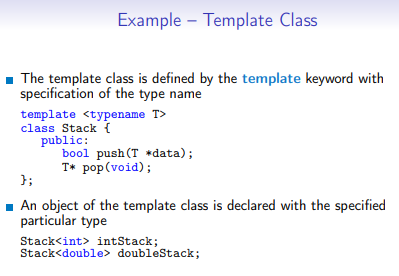 Example – Template Class
The template class is defined by the template keyword with
specification of the type name
template <typename T>
class Stack {
public:
bool push(T *data);
T* pop(void);
};
An object of the template class is declared with the specified
particular type
Stack<int> intStack;
Stack<double> doubleStack;